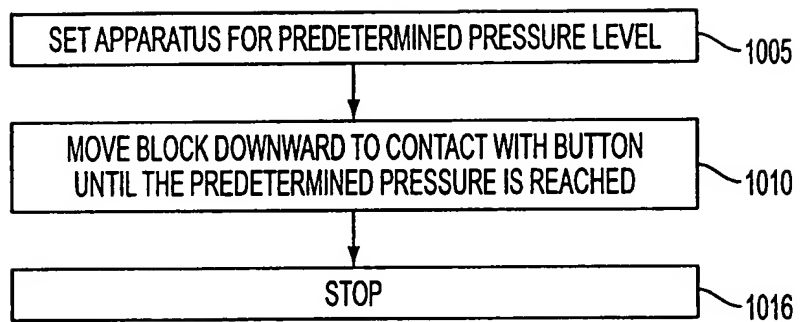 SET APPARATUS FOR PREDETERMINED PRESSURE LEVEL
1005
MOVE BLOCK DOWNWARD TO CONTACT WITH BUTTON
UNTIL THE PREDETERMINED PRESSURE IS REACHED
1010
STOP
1016